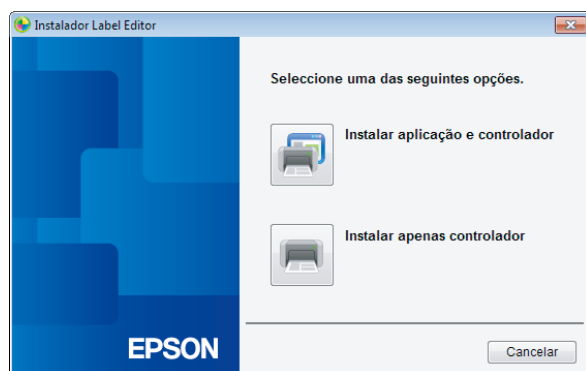 Instalador Label Editor
Seleccione uma das seguintes opções.
Instalar aplicação e controlador
Instalar apenas controlador
EPSON
Cancelar